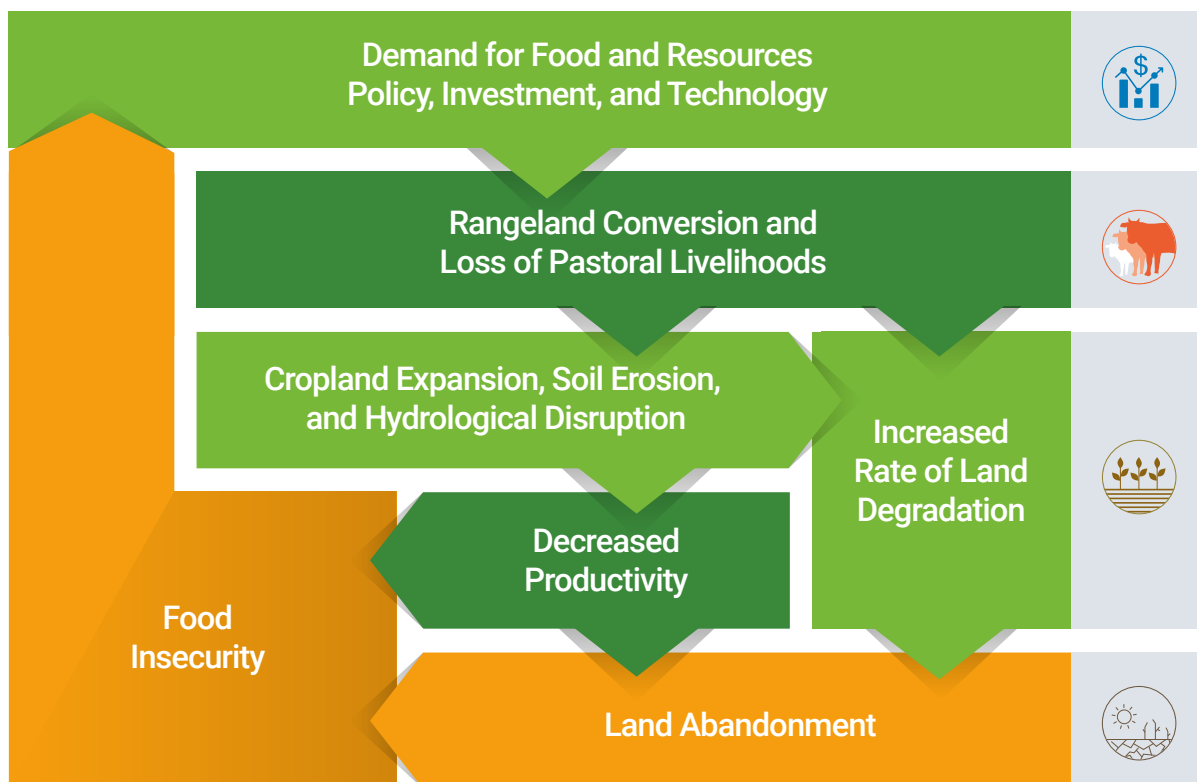 Demand for Food and Resources
Policy, Investment, and Technology
Rangeland Conversion and
Loss of Pastoral Livelihoods
Cropland Expansion, Soil Erosion,
and Hydrological Disruption
Increased
Rate of Land
Degradation
Decreased
Productivity
Food
Insecurity
Land Abandonment
$